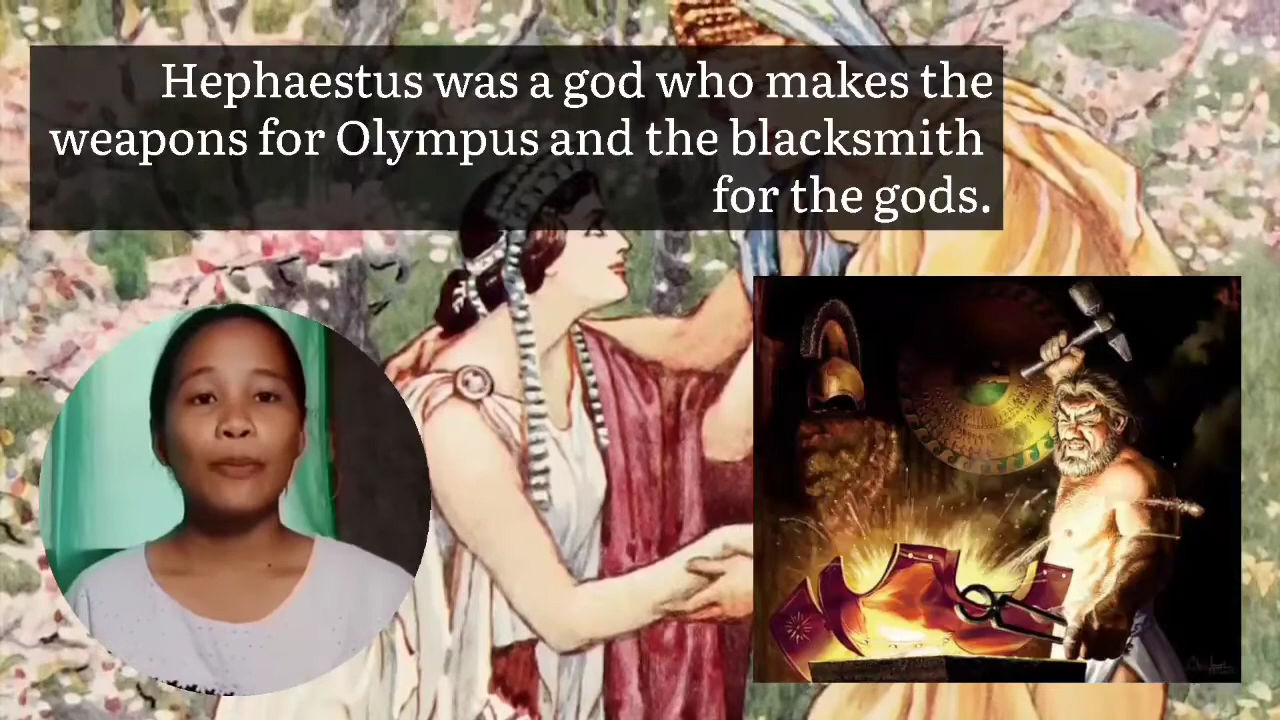 Hephaestus was a god who makes the
weapons for Olympus and the blacksmith
for the gods.